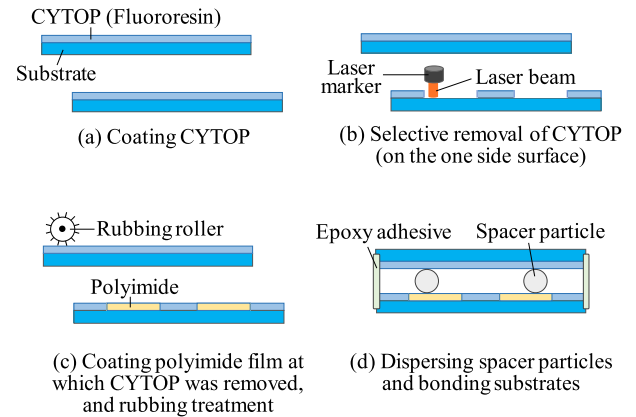 CYTOP (Fluororesin)
Substrate
(a) Coating CYTOP
Laser
marker
Laser beam
(b) Selective removal of CYTOP
(on the one side surface)
Rubbing roller
Polyimide
(c) Coating polyimide film at
which CYTOP was removed,
and rubbing treatment
Epoxy adhesive
Spacer particle
(d) Dispersing spacer particles
and bonding substrates